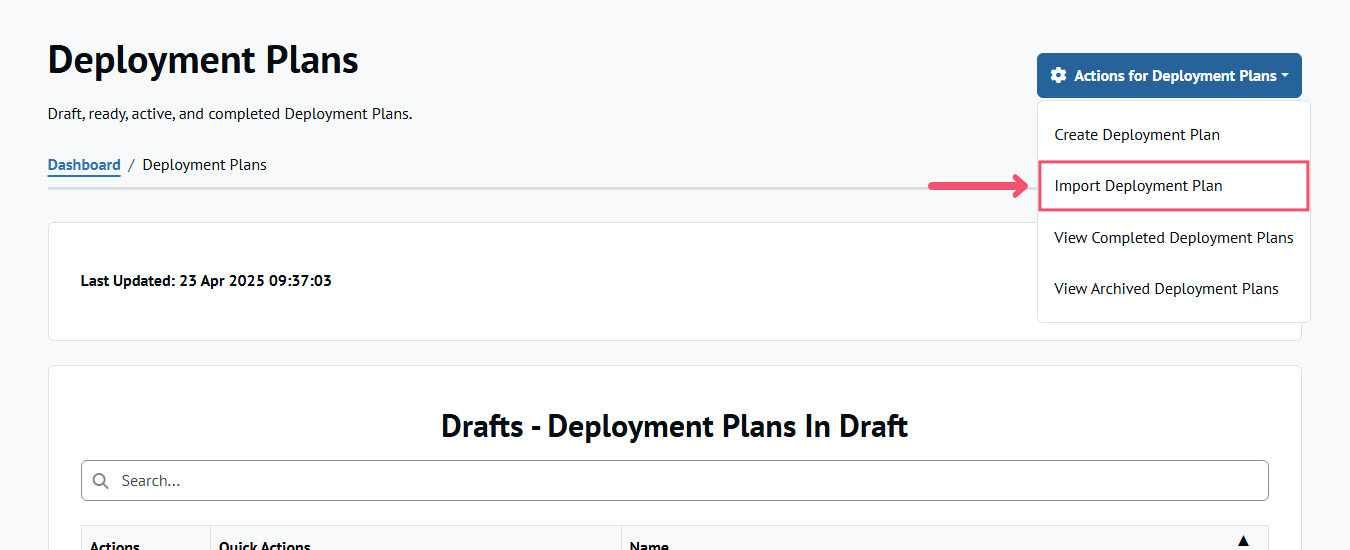 Deployment Plans
Actions for Deployment Plans
Draft, ready, active, and completed Deployment Plans.
Create Deployment Plan
Dashboard / Deployment Plans
Import Deployment Plan
View Completed Deployment Plans
Last Updated: 23 Apr 2025 09:37:03
View Archived Deployment Plans
Drafts - Deployment Plans In Draft
Search...
Actions Quick Actions Name